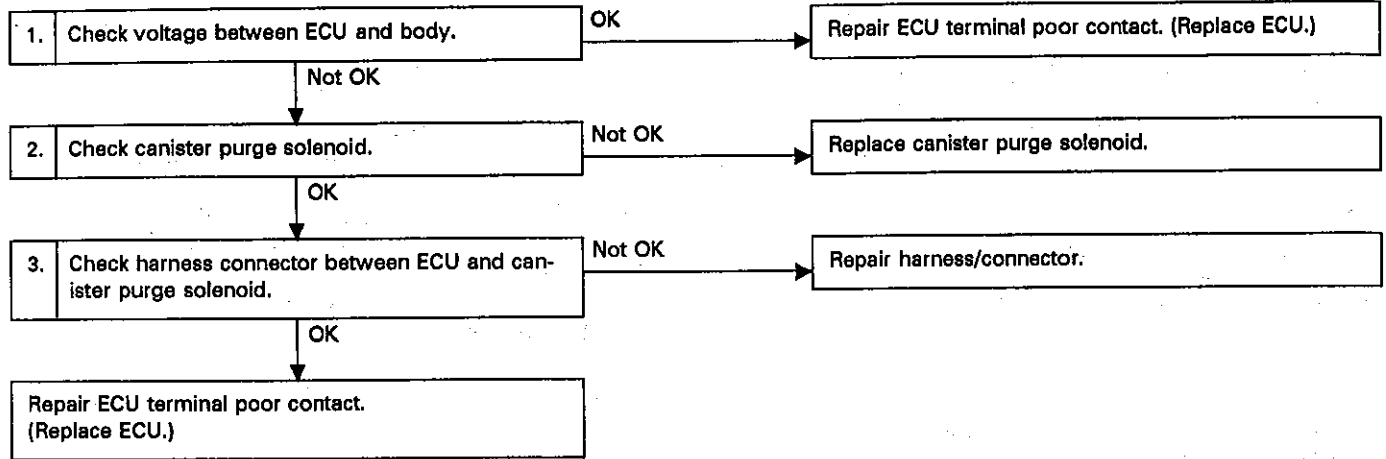 1. Check voltage between ECU and body.
OK
Repair ECU terminal poor contact. (Replace ECU.)
Not OK
2. Check canister purge solenoid.
Not OK
Replace canister purge solenoid.
OK
3. Check harness connector between ECU and can-
ister purge solenoid.
Not OK
Repair harness/connector.
OK
Repair ECU terminal poor contact.
(Replace ECU.)